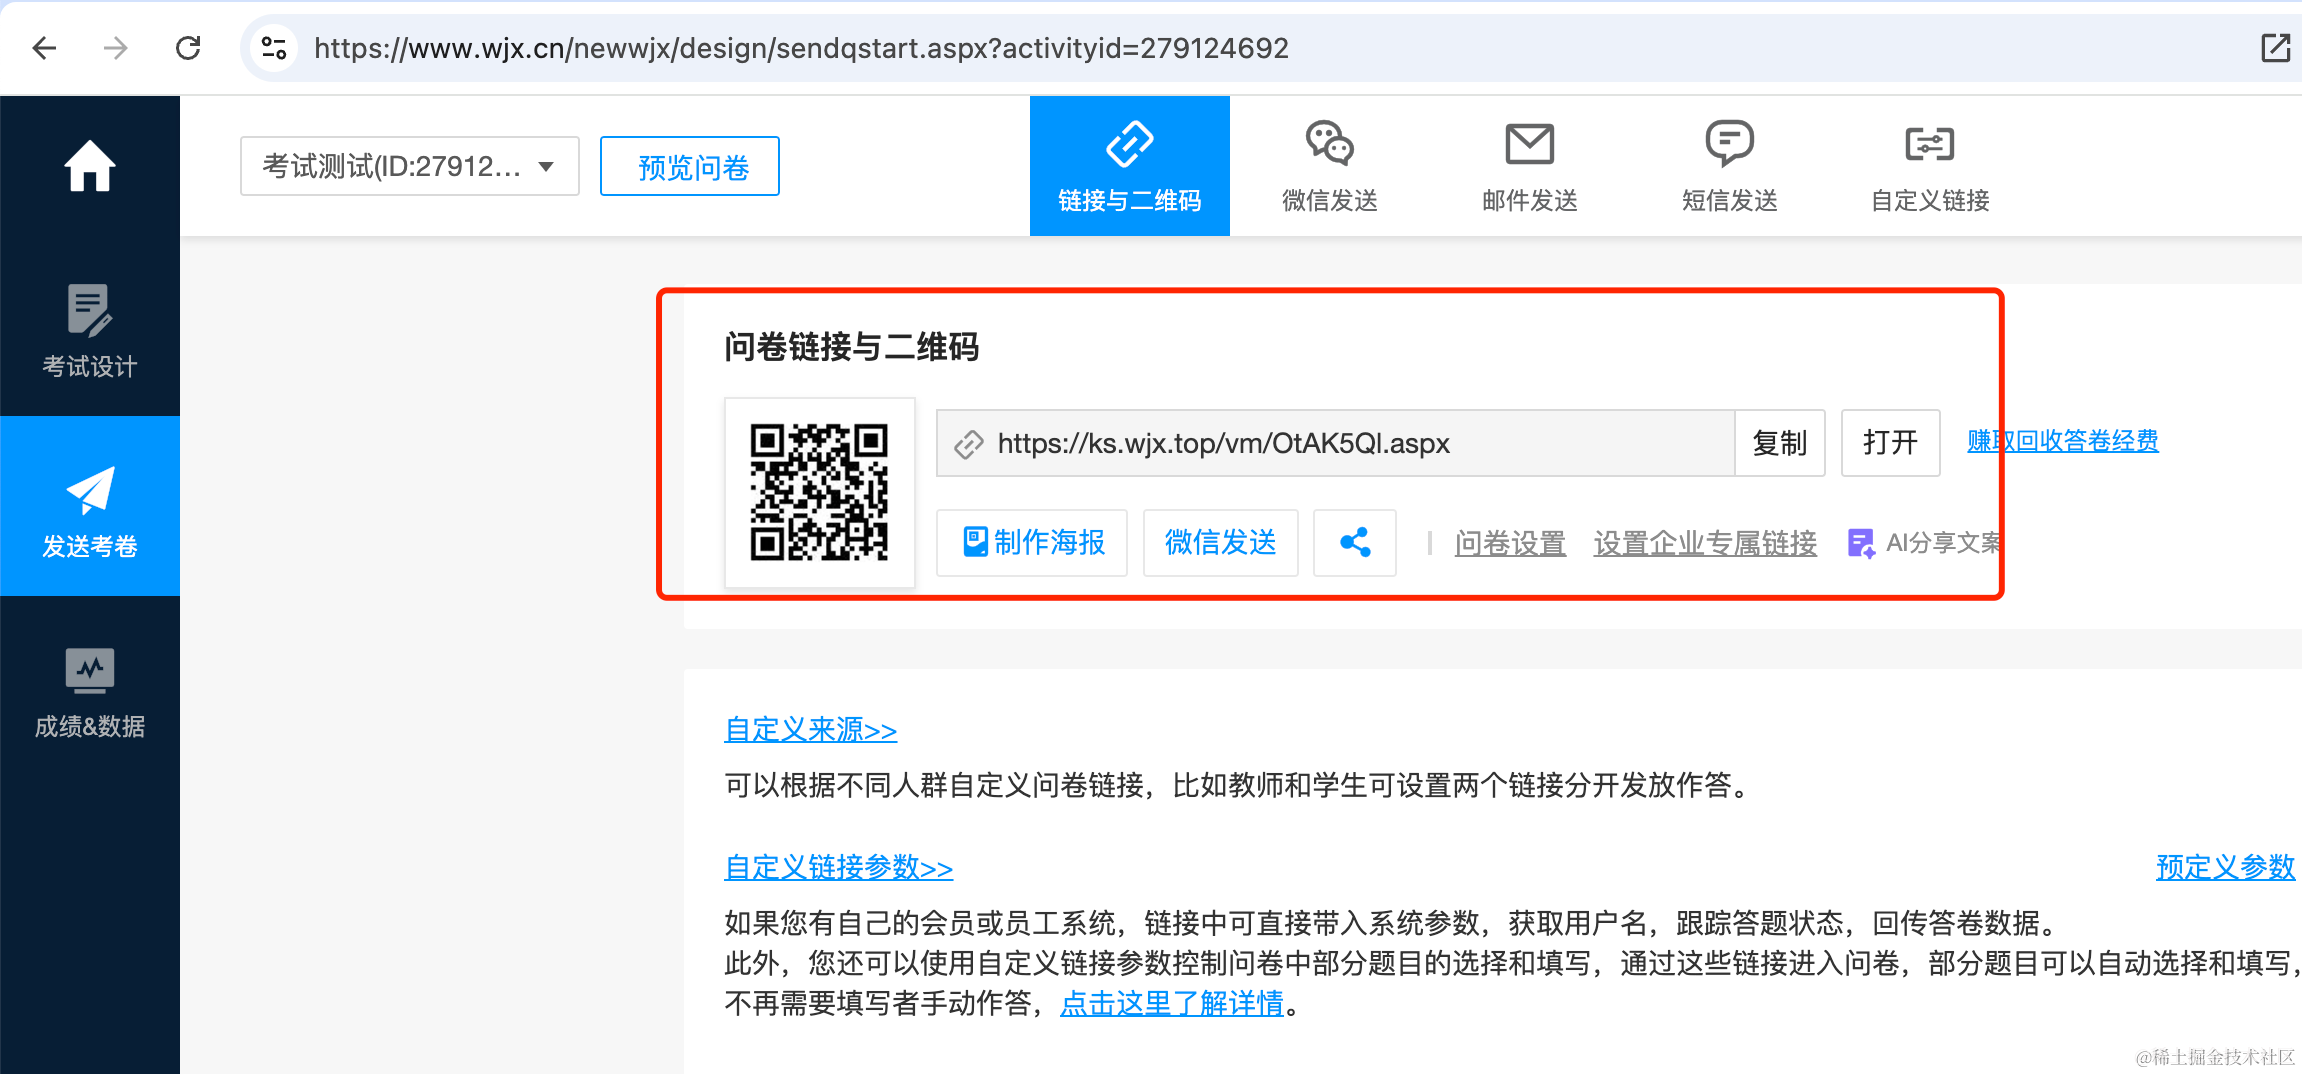 https://www.wjx.cn/newwjx/design/sendqstart.aspx?activityid=279124692
考试测试(ID:27912...
预览问卷
链接与二维码
微信发送
邮件发送
短信发送
自定义链接
考试设计
发送考卷
成绩&数据
问卷链接与二维码
https://ks.wjx.top/vm/OtAK5Ql.aspx
复制
打开
赚取回收答卷经费
制作海报
微信发送
问卷设置
设置企业专属链接
AI分享文案
自定义来源>>
可以根据不同人群自定义问卷链接，比如教师和学生可设置两个链接分开发放作答。
自定义链接参数>>
预定义参数
如果您有自己的会员或员工系统，链接中可直接带入系统参数，获取用户名，跟踪答题状态，回传答卷数据。
此外，您还可以使用自定义链接参数控制问卷中部分题目的选择和填写，通过这些链接进入问卷，部分题目可以自动选择和填写，
不再需要填写者手动作答，点击这里了解详情。
@稀土掘金技术社区